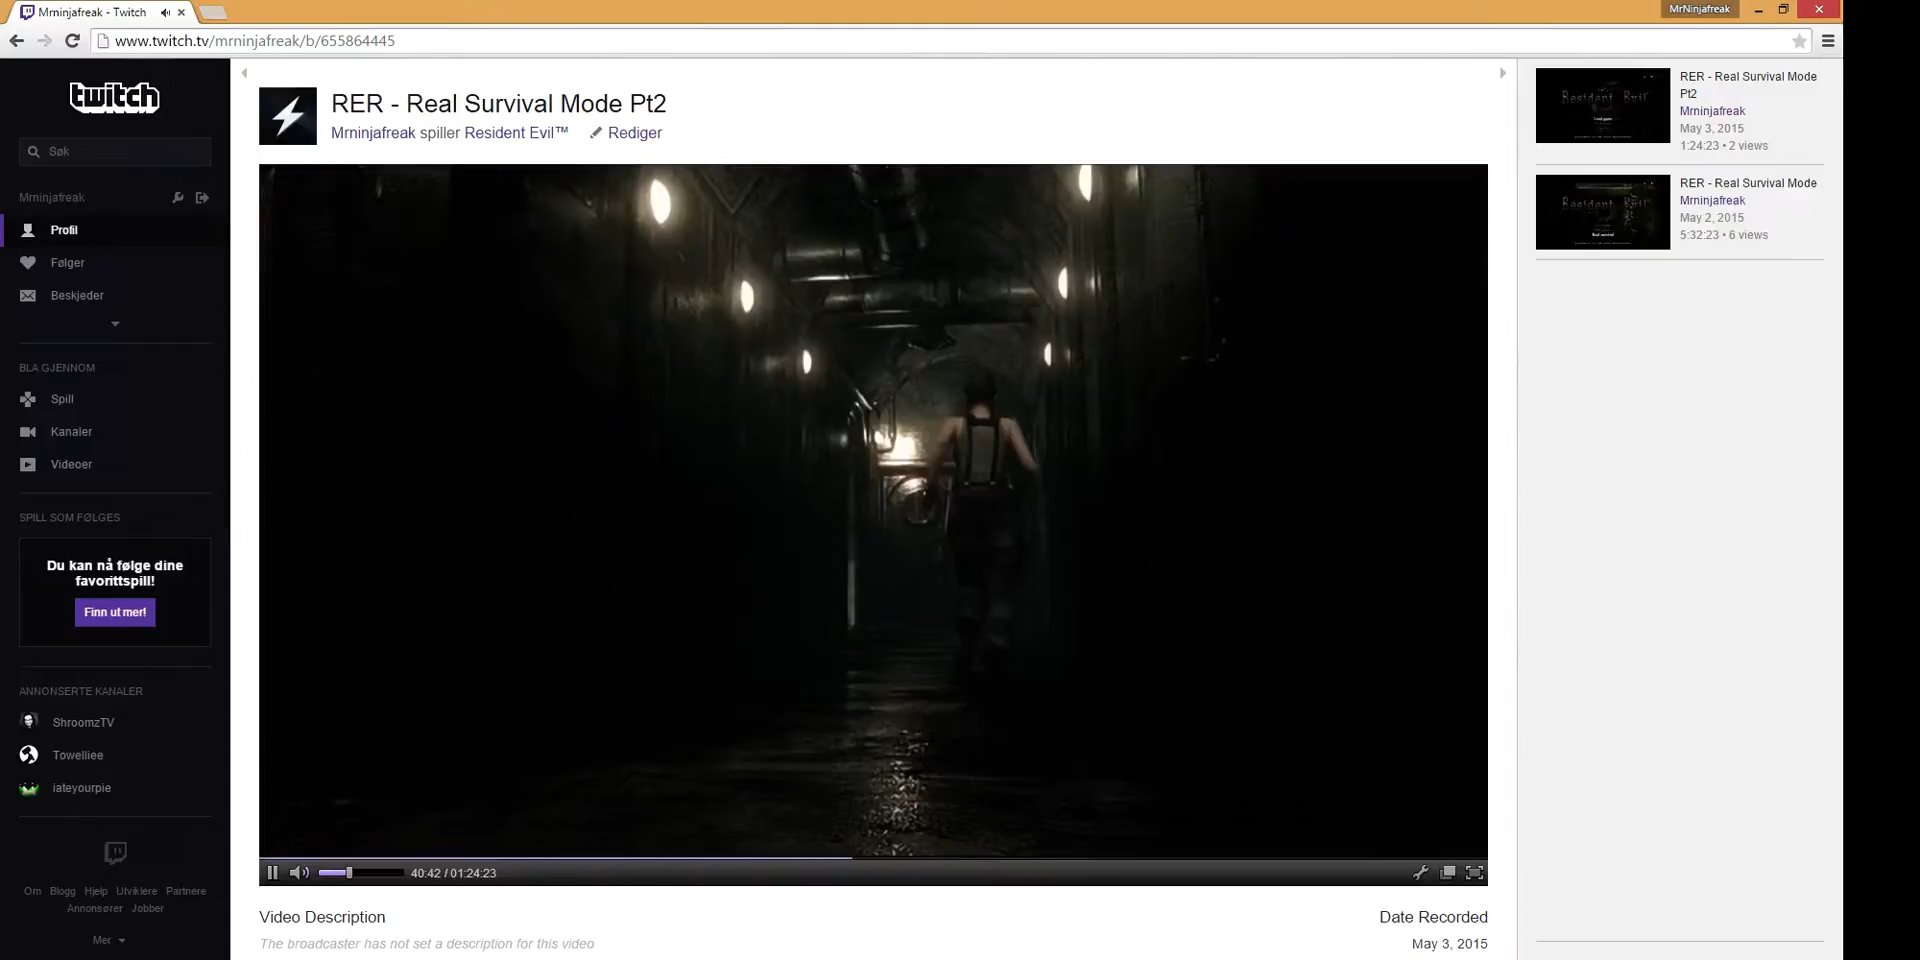 Mrninjafreak - Twitch
MrNinjafreak
www.twitch.tv/mrninjafreak/b/655864445
twitch
Søk
Mrninjafreak
Profil
Følger
Beskjeder
BLA GJENNOM
Spill
Kanaler
Videoer
SPILL SOM FØLGES
Du kan nå følge dine
favorittspill!
Finn ut mer!
ANNONSERTE KANALER
ShroomzTV
Towelliee
iateyourpie
Om Blogg Hjelp Utviklere Partnere
Annonsører Jobber
Mer
RER - Real Survival Mode Pt2
Mrninjafreak spiller Resident Evil™ Rediger
40:42 / 01:24:23
Video Description
The broadcaster has not set a description for this video
Date Recorded
May 3, 2015
Resident Evil
RER - Real Survival Mode
Pt2
Mrninjafreak
May 3, 2015
1:24:23 • 2 views
Resident Evil
RER - Real Survival Mode
Mrninjafreak
May 2, 2015
5:32:23 • 6 views